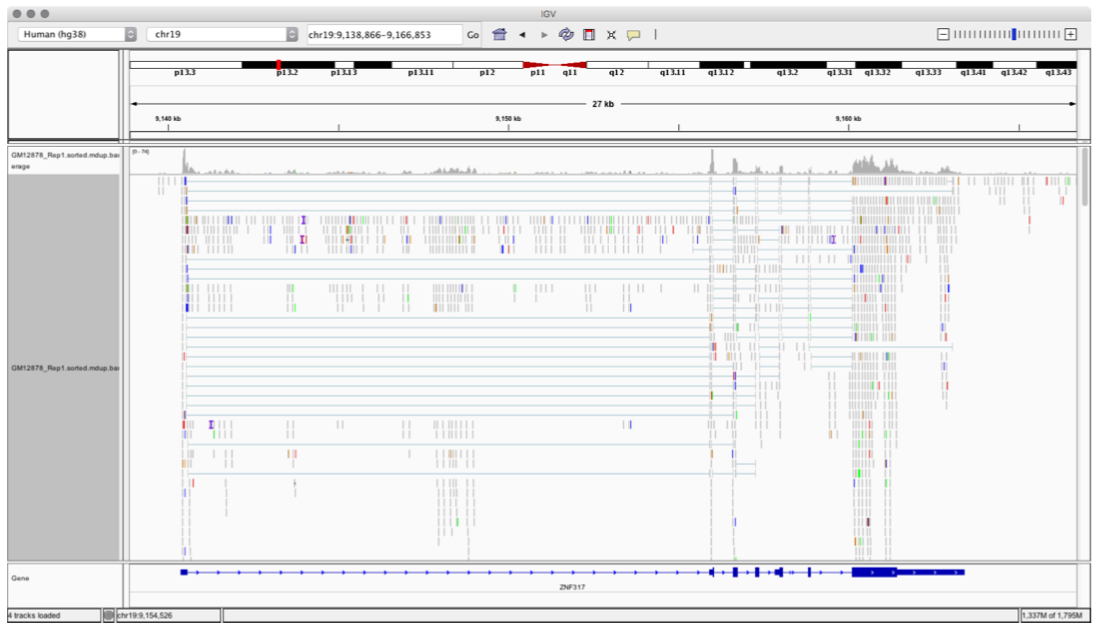 IGV
Human (hg38) chr19 chr19:9,138,866-9,166,853 Go
p13.3 p13.2 p13.13 p13.11 p12 p11 q11 q12 q13.11 q13.12 q13.2 q13.31 q13.32 q13.33 q13.41 q13.42 q13.43
27 kb
9,140 kb 9,150 kb 9,160 kb
GM12878_Rep1.sorted.mdup.ba
erage
[0 - 74]
GM12878_Rep1.sorted.mdup.ba
Gene
ZNF317
4 tracks loaded chr19:9,154,526 1,337M of 1,795M